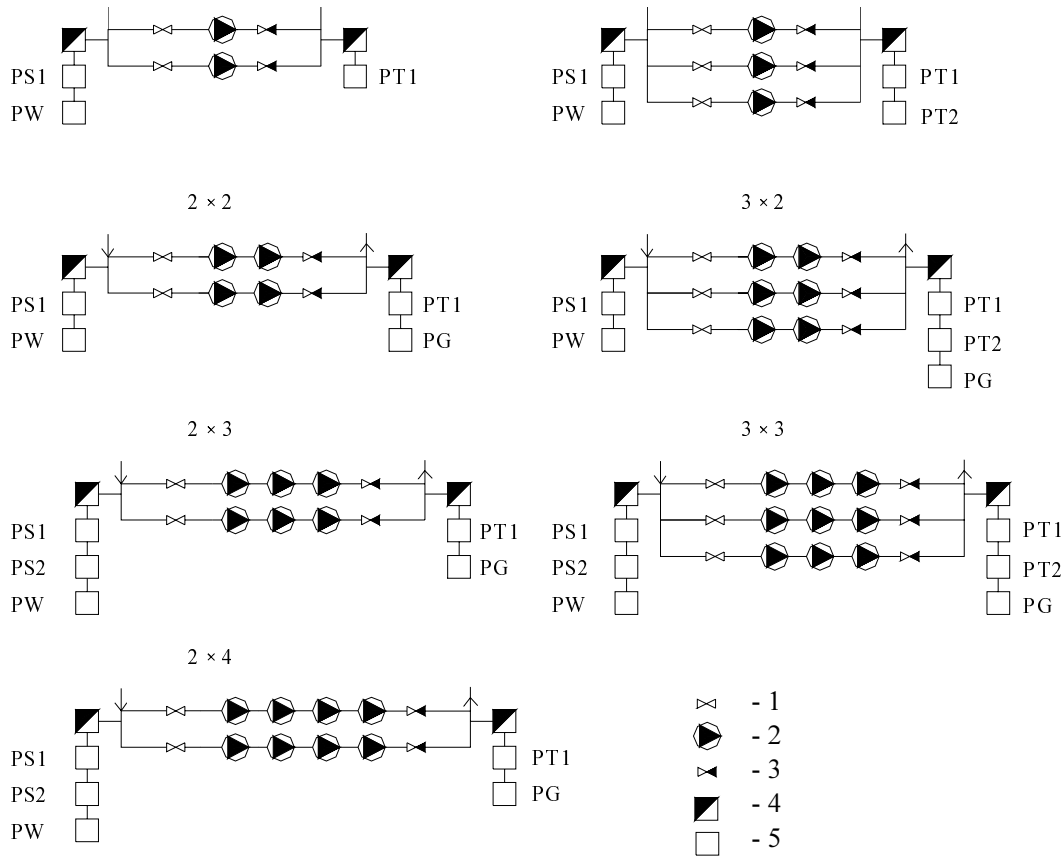 PS1
PW
PT1
PS1
PW
PT1
PT2
2 × 2
PS1
PW
PT1
PG
3 × 2
PS1
PW
PT1
PT2
PG
2 × 3
PS1
PS2
PW
PT1
PG
3 × 3
PS1
PS2
PW
PT1
PT2
PG
2 × 4
PS1
PS2
PW
PT1
PG
- 1
- 2
- 3
- 4
- 5